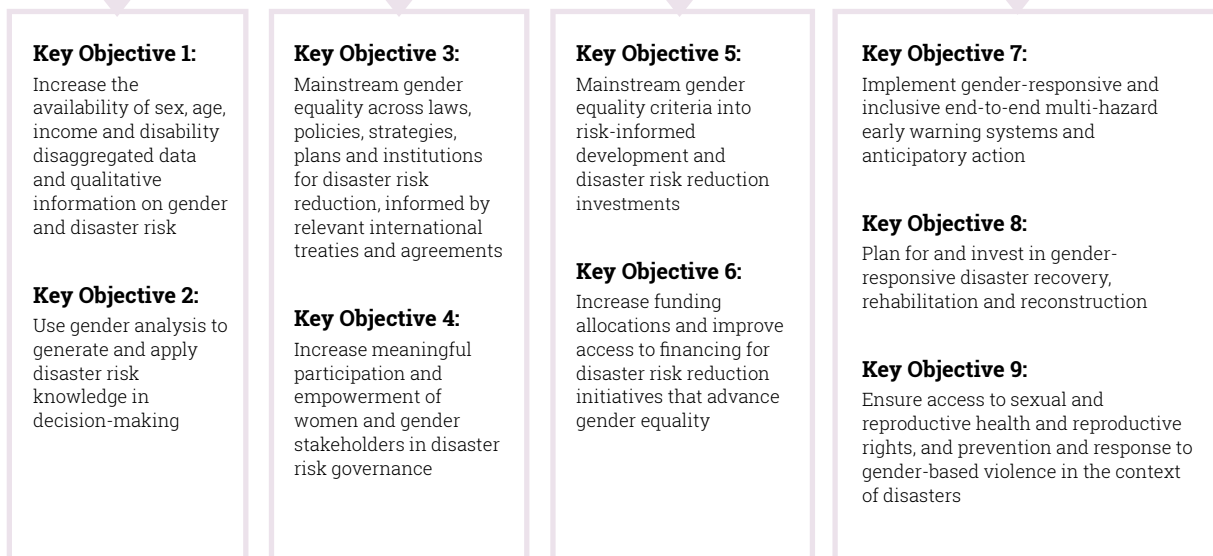 Key Objective 1:
Increase the
availability of sex, age,
income and disability
disaggregated data
and qualitative
information on gender
and disaster risk
Key Objective 2:
Use gender analysis to
generate and apply
disaster risk
knowledge in
decision-making
Key Objective 3:
Mainstream gender
equality across laws,
policies, strategies,
plans and institutions
for disaster risk
reduction, informed by
relevant international
treaties and agreements
Key Objective 4:
Increase meaningful
participation and
empowerment of
women and gender
stakeholders in disaster
risk governance
Key Objective 5:
Mainstream gender
equality criteria into
risk-informed
development and
disaster risk reduction
investments
Key Objective 6:
Increase funding
allocations and improve
access to financing for
disaster risk reduction
initiatives that advance
gender equality
Key Objective 7:
Implement gender-responsive and
inclusive end-to-end multi-hazard
early warning systems and
anticipatory action
Key Objective 8:
Plan for and invest in gender-
responsive disaster recovery,
rehabilitation and reconstruction
Key Objective 9:
Ensure access to sexual and
reproductive health and reproductive
rights, and prevention and response to
gender-based violence in the context
of disasters